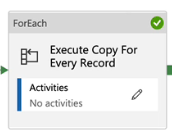 ForEach
Execute Copy For
Every Record
Activities
No activities